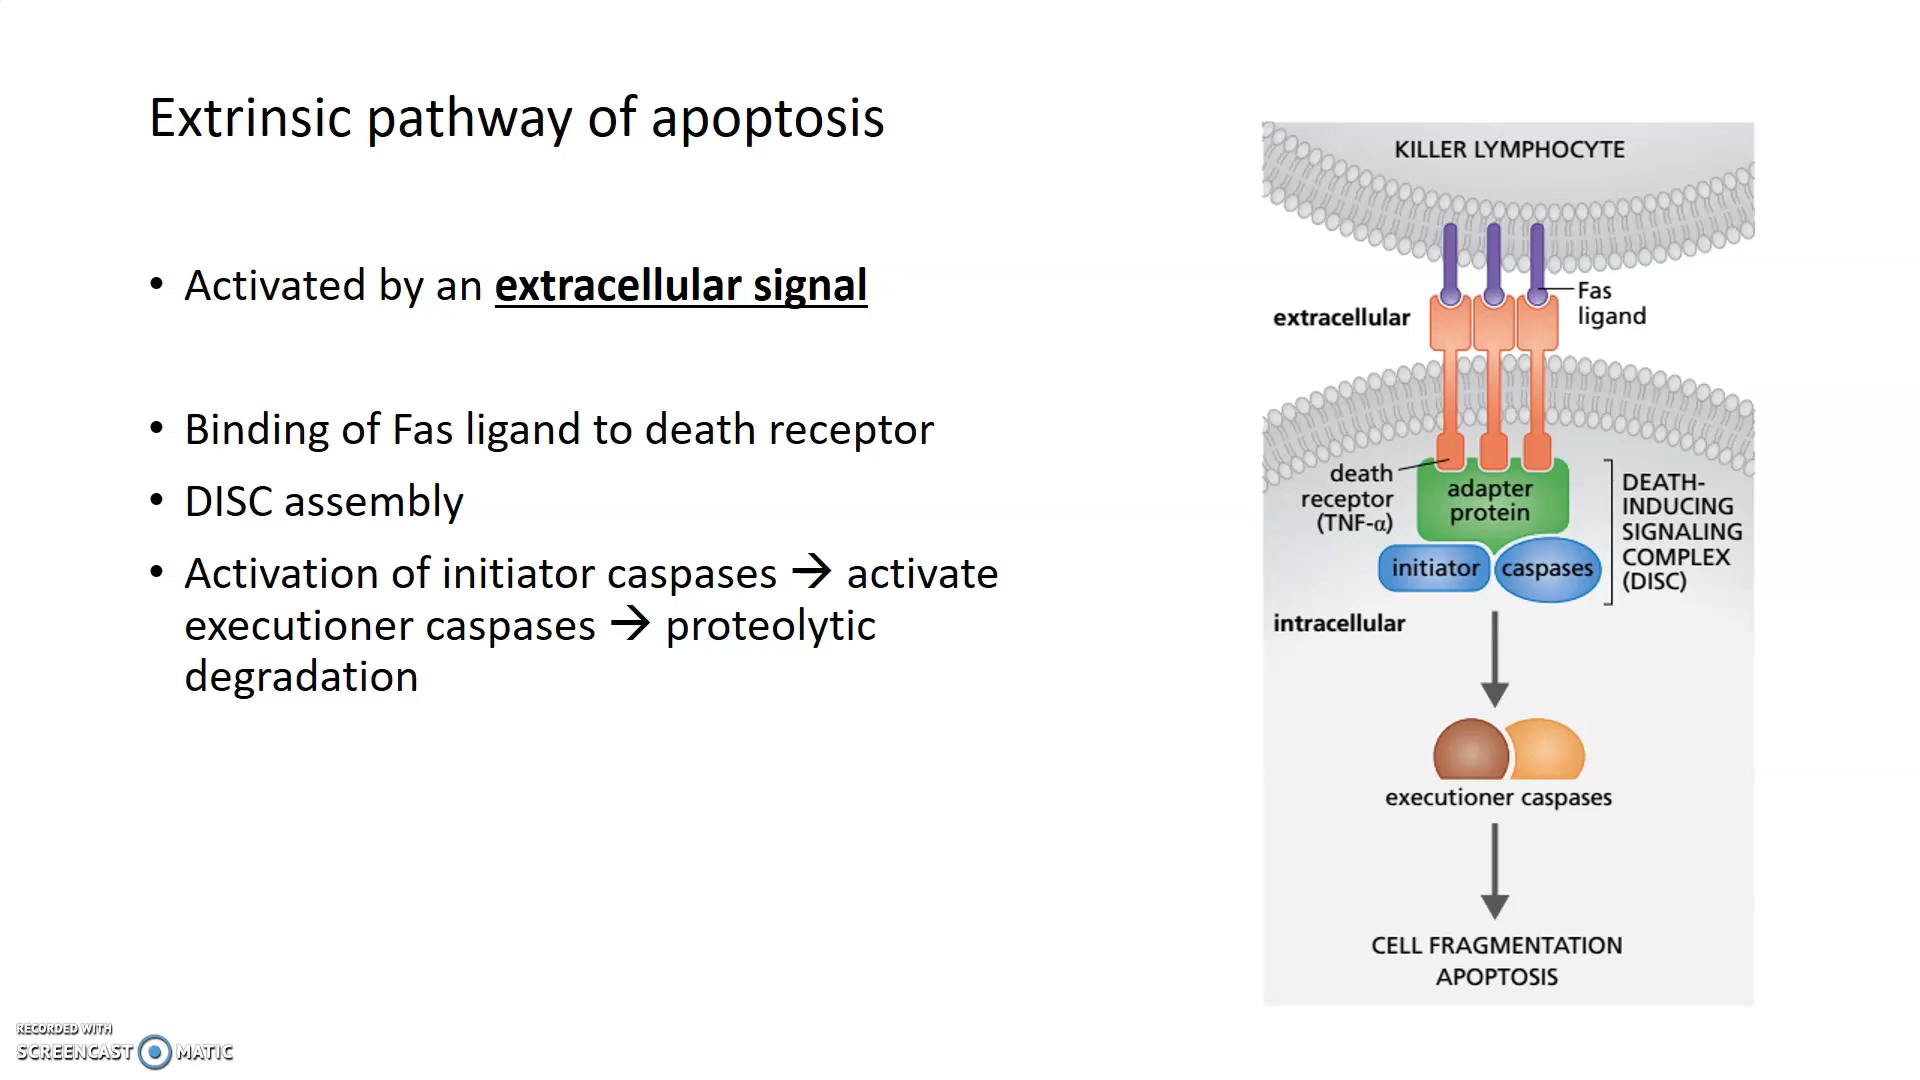 Extrinsic pathway of apoptosis
• Activated by an extracellular signal
• Binding of Fas ligand to death receptor
• DISC assembly
• Activation of initiator caspases → activate
executioner caspases → proteolytic
degradation
KILLER LYMPHOCYTE
Fas
ligand
extracellular
death
receptor
(TNF-α)
adapter
protein
initiator
caspases
DEATH-
INDUCING
SIGNALING
COMPLEX
(DISC)
intracellular
executioner caspases
CELL FRAGMENTATION
APOPTOSIS
RECORDED WITH
SCREENCAST MATIC